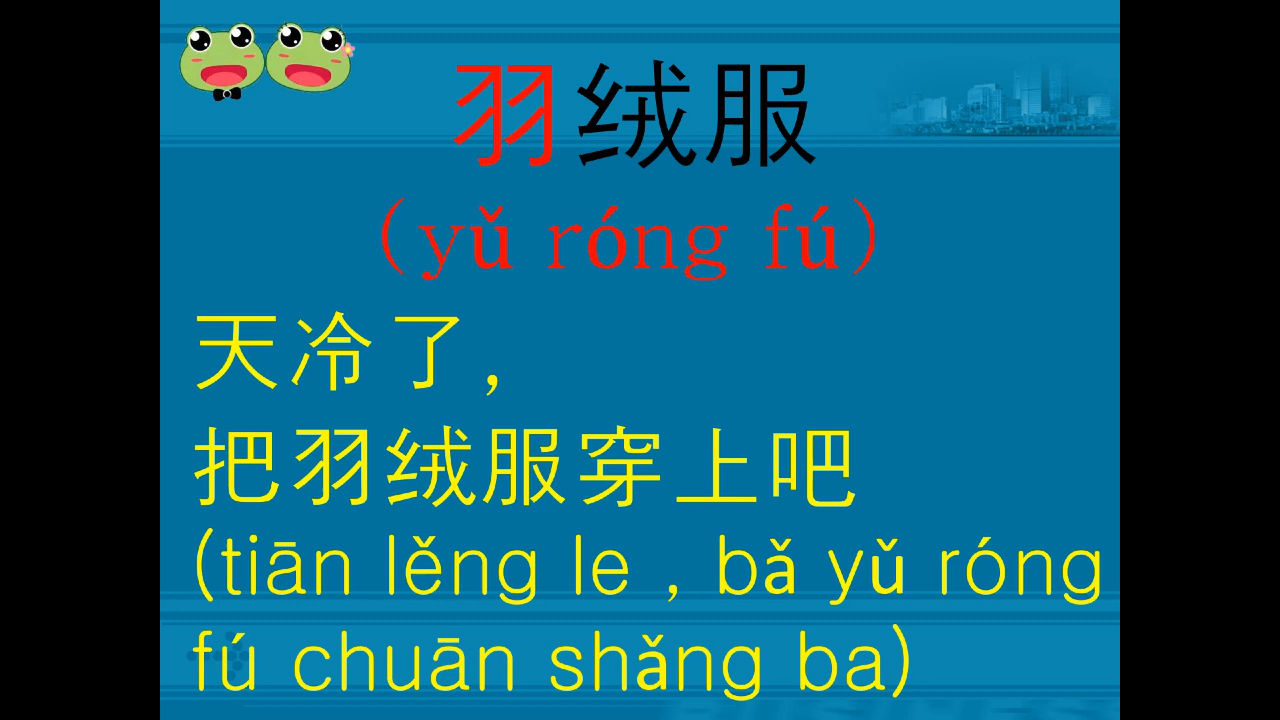 羽绒服
(yǔ róng fú)
天冷了,
把羽绒服穿上吧
(tiān lěng le , bǎ yǔ róng
fú chuān shǎng ba)